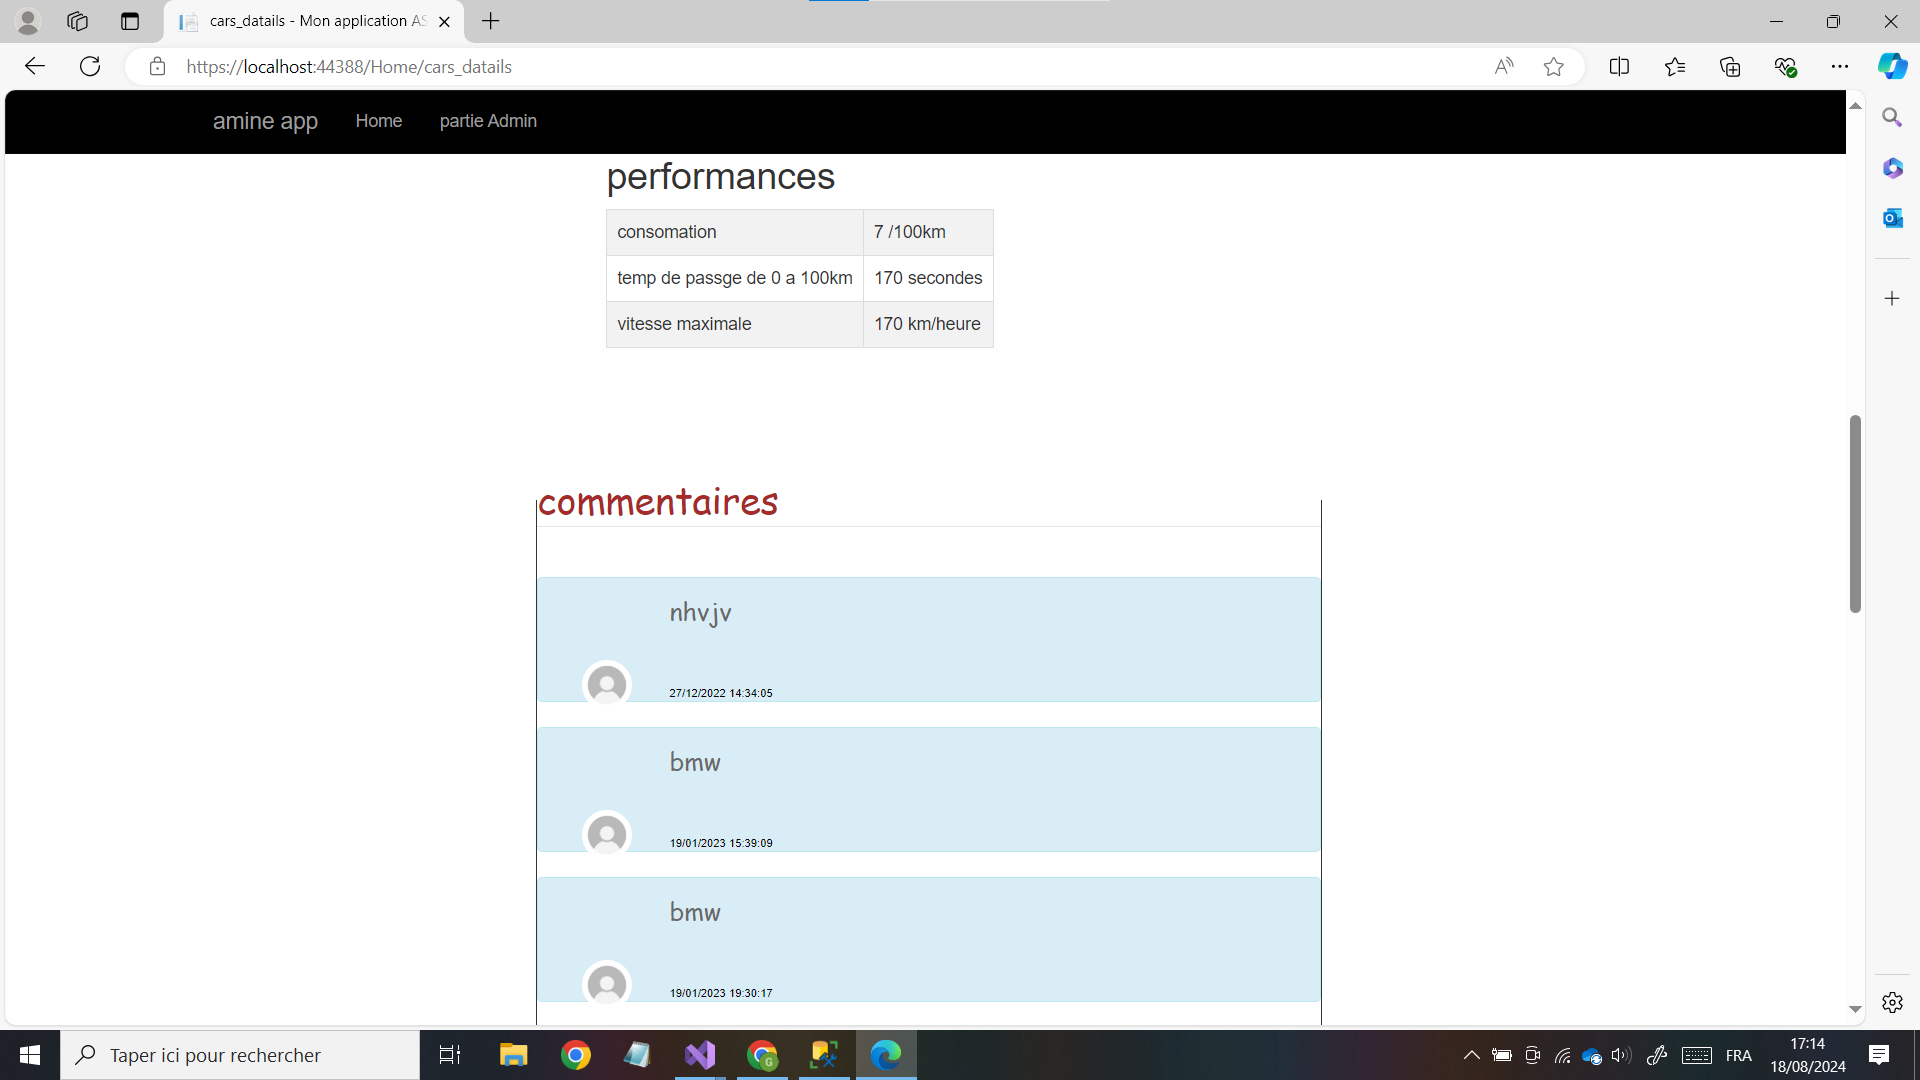 cars_datails - Mon application AS
https://localhost:44388/Home/cars_datails
amine app Home partie Admin
performances
consomation 7 /100km
temp de passge de 0 a 100km 170 secondes
vitesse maximale 170 km/heure
commentaires
nhvjv
27/12/2022 14:34:05
bmw
19/01/2023 15:39:09
bmw
19/01/2023 19:30:17
Taper ici pour rechercher
FRA
17:14
18/08/2024